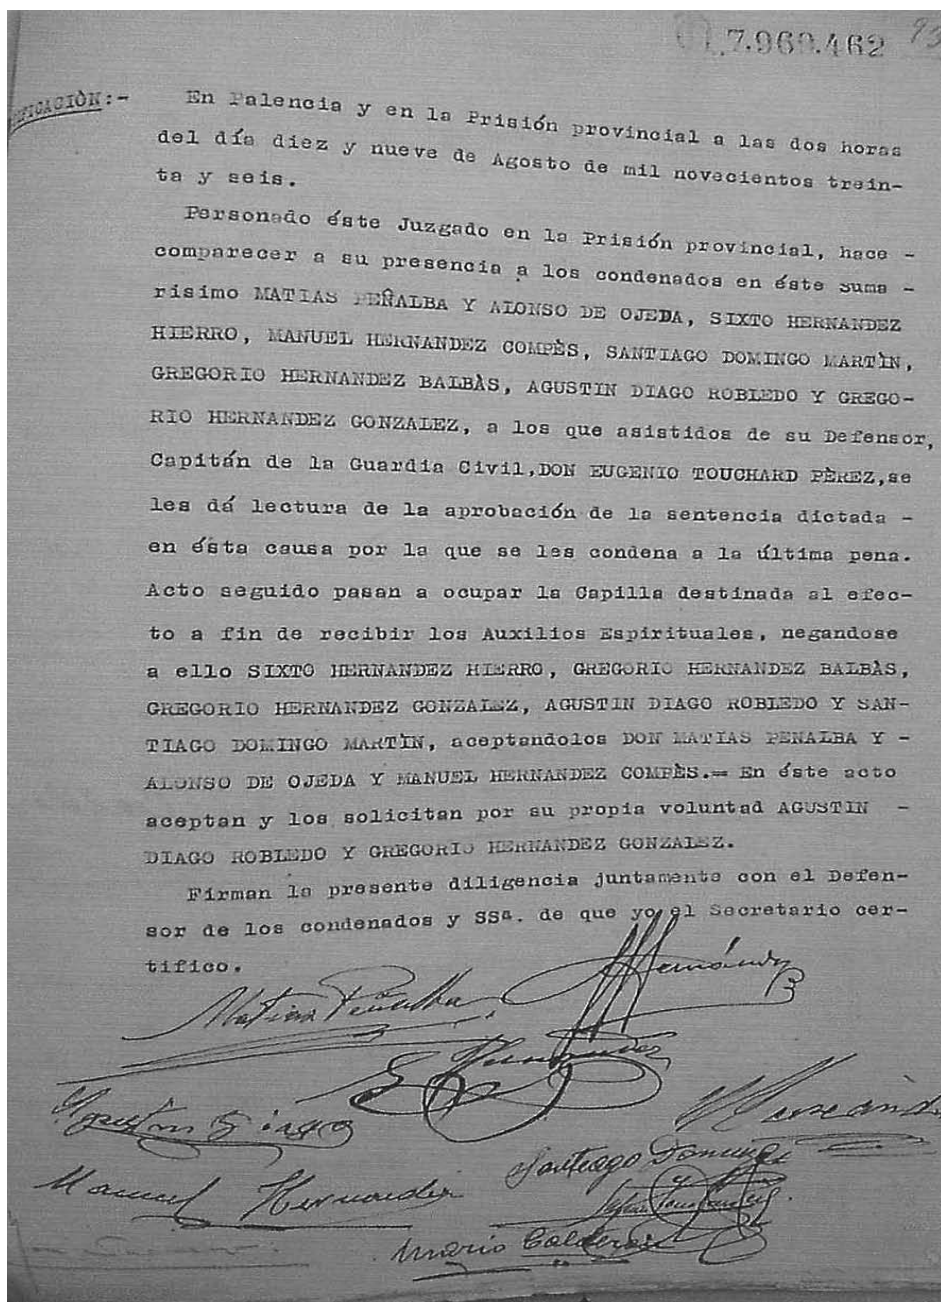 7.960.462 93
IFICACIÒN:-
En Palencia y en la Prisión provincial a las dos horas
del día diez y nueve de Agosto de mil novecientos trein-
ta y seis.
Personado éste Juzgado en la Prisión provincial, hace -
comparecer a su presencia a los condenados en éste suma -
risimo MATIAS PEÑALBA Y ALONSO DE OJEDA, SIXTO HERNANDEZ
HIERRO, MANUEL HERNANDEZ COMPÈS, SANTIAGO DOMINGO MARTÌN,
GREGORIO HERNANDEZ BALBÀS, AGUSTIN DIAGO ROBLEDO Y GREGO-
RIO HERNANDEZ GONZALEZ, a los que asistidos de su Defensor,
Capitán de la Guardia Civil,DON EUGENIO TOUCHARD PÈREZ,se
les dá lectura de la aprobación de la sentencia dictada -
en ésta causa por la que se les condena a la última pena.
Acto seguido pasan a ocupar la Capilla destinada al efec-
to a fin de recibir los Auxilios Espirituales, negandose
a ello SIXTO HERNANDEZ HIERRO, GREGORIO HERNANDEZ BALBÀS,
GREGORIO HERNANDEZ GONZALEZ, AGUSTIN DIAGO ROBLEDO Y SAN-
TIAGO DOMINGO MARTÌN, aceptandolos DON MATIAS PENALBA Y -
ALONSO DE OJEDA Y MANUEL HERNANDEZ COMPÈS.= En éste acto
aceptan y los solicitan por su propia voluntad AGUSTIN -
DIAGO ROBLEDO Y GREGORIO HERNANDEZ GONZALEZ.
Firman la presente diligencia juntamente con el Defen-
sor de los condenados y SSª. de que yo el Secretario cer-
tifico.
Matias Peñalba
Hernández
Hernandez
Agustin Diago
Santiago Domingo
Manuel Hernandez
Mario Calderon